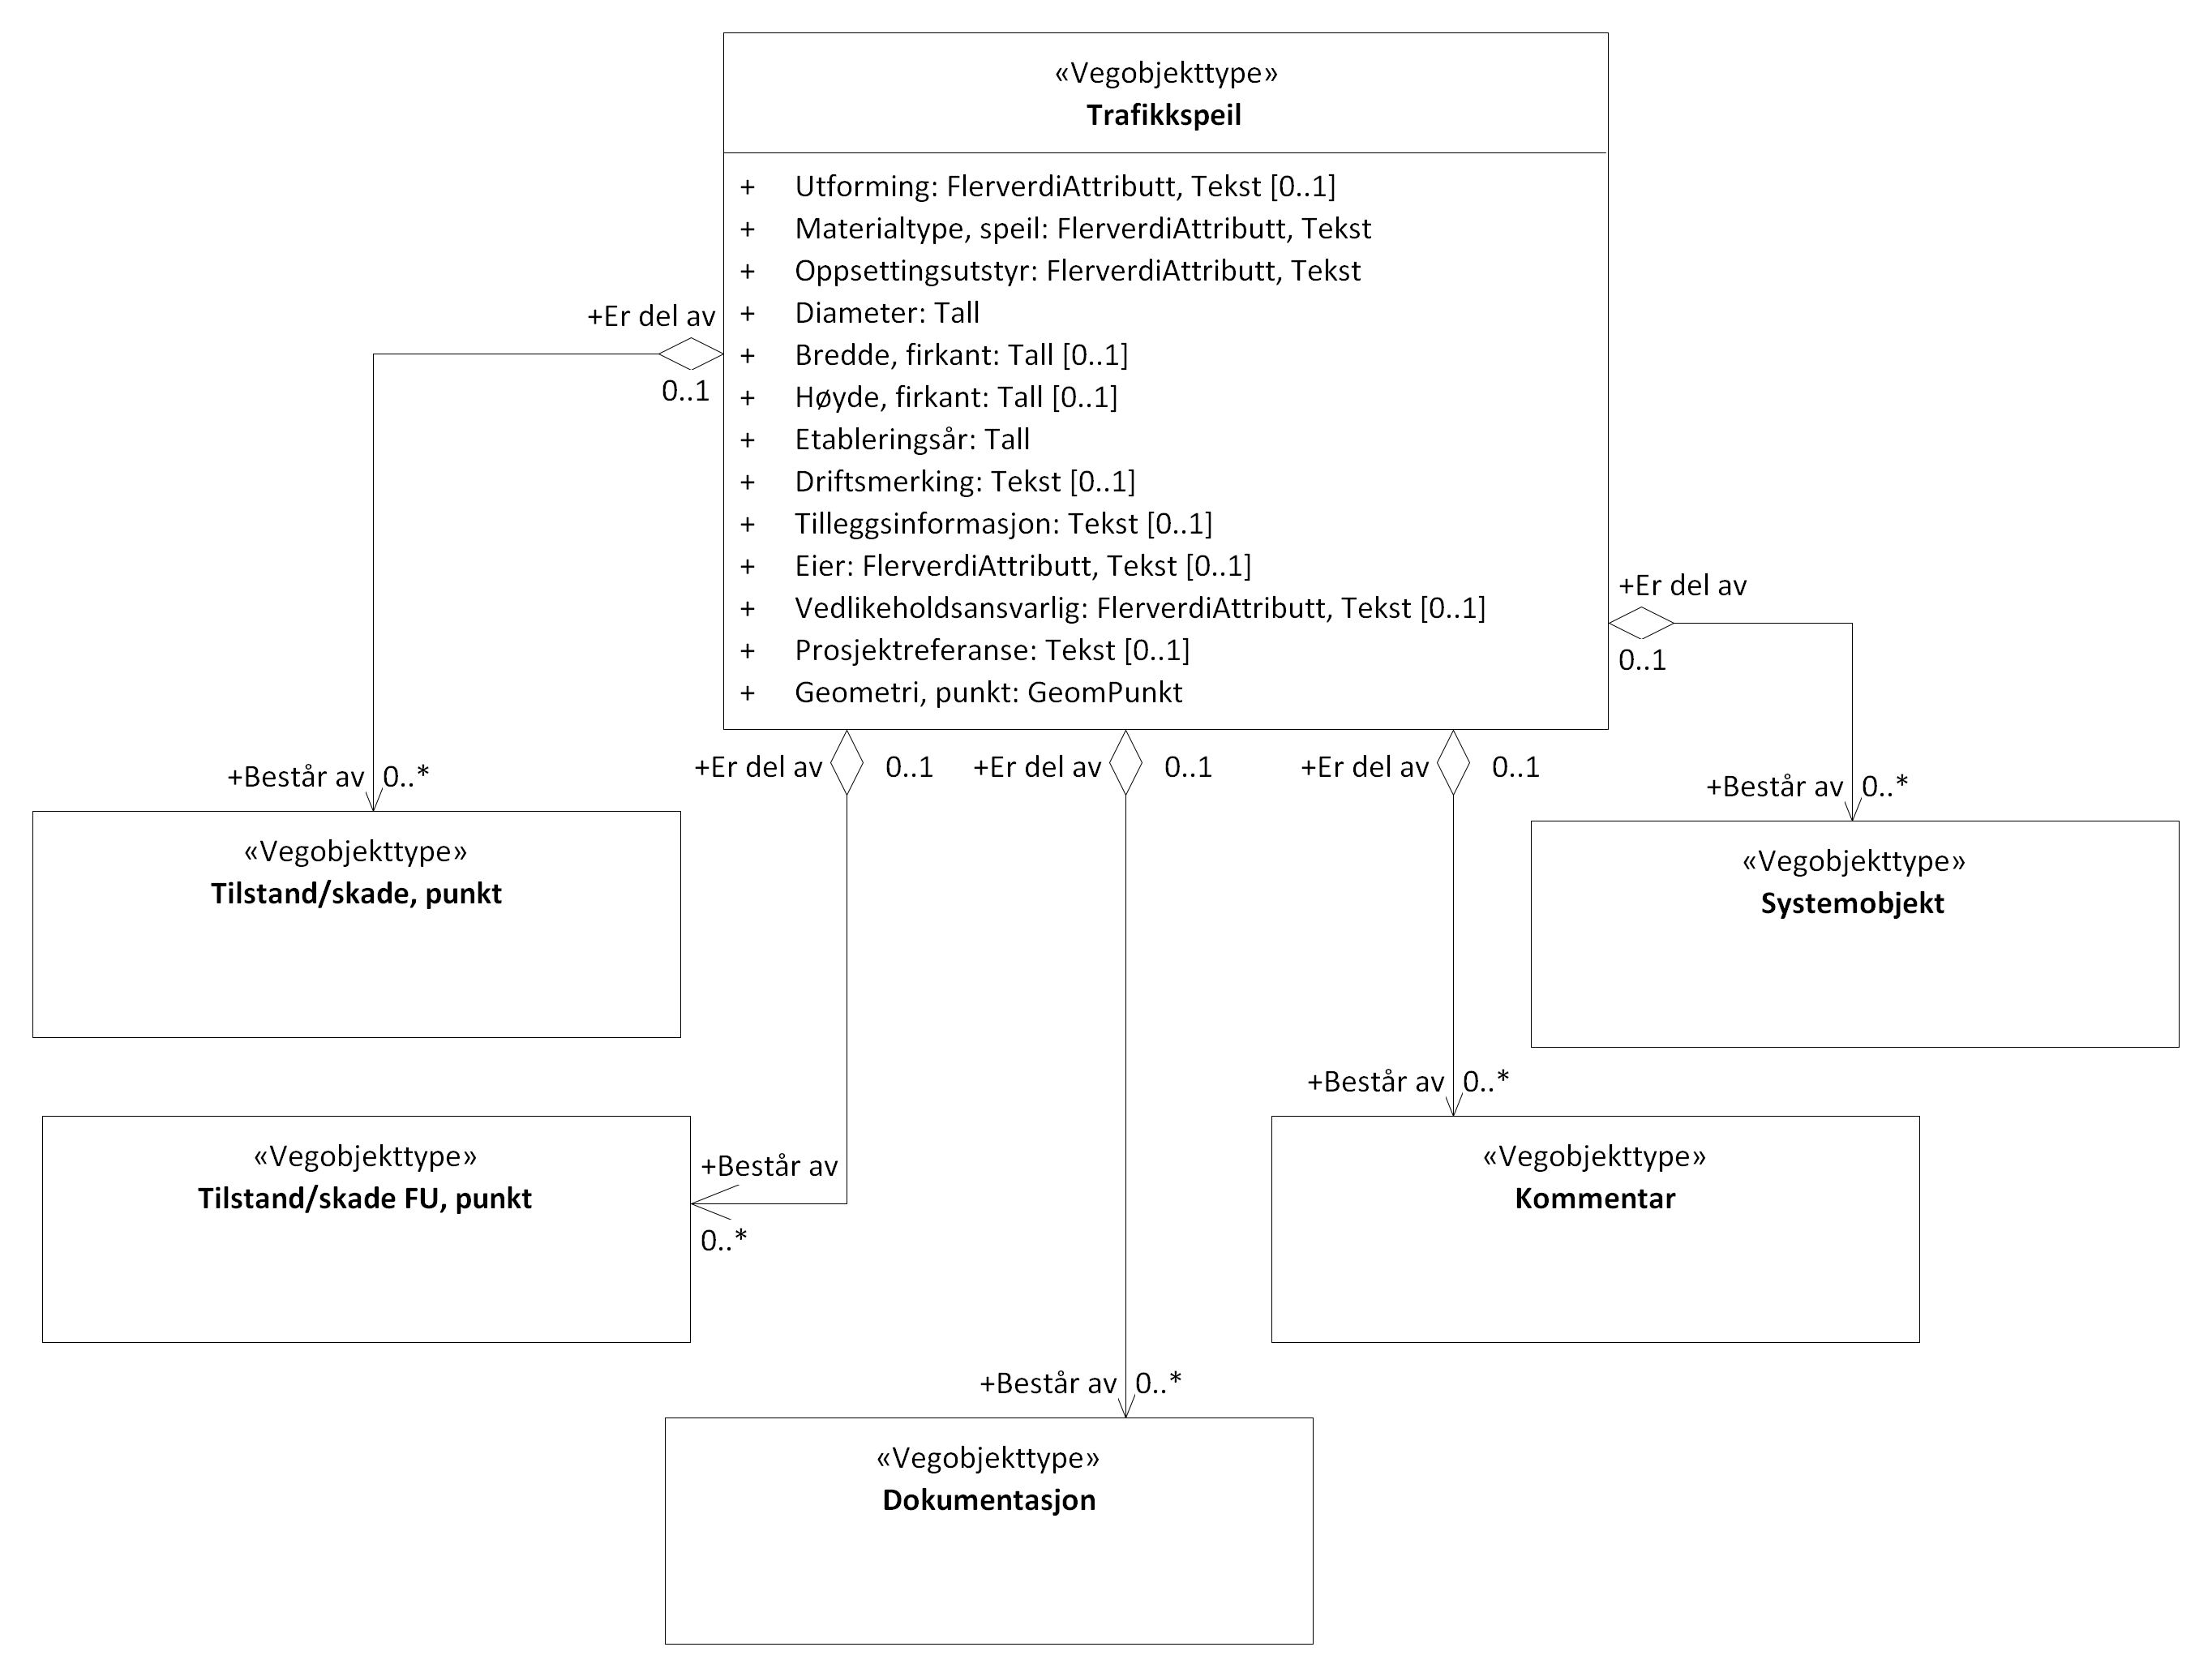 «Vegobjekttype»
Trafikkspeil
+ Utforming: FlerverdiAttributt, Tekst [0..1]
+ Materialtype, speil: FlerverdiAttributt, Tekst
+ Oppsettingsutstyr: FlerverdiAttributt, Tekst
+ Diameter: Tall
+ Bredde, firkant: Tall [0..1]
+ Høyde, firkant: Tall [0..1]
+ Etableringsår: Tall
+ Driftsmerking: Tekst [0..1]
+ Tilleggsinformasjon: Tekst [0..1]
+ Eier: FlerverdiAttributt, Tekst [0..1]
+ Vedlikeholdsansvarlig: FlerverdiAttributt, Tekst [0..1]
+ Prosjektreferanse: Tekst [0..1]
+ Geometri, punkt: GeomPunkt
+Er del av
0..1
+Er del av
0..1
+Er del av
0..1
+Er del av
0..1
+Er del av
0..1
+Består av
0..*
«Vegobjekttype»
Tilstand/skade, punkt
+Består av
0..*
«Vegobjekttype»
Systemobjekt
+Består av
0..*
«Vegobjekttype»
Tilstand/skade FU, punkt
+Består av
0..*
«Vegobjekttype»
Kommentar
+Består av
0..*
«Vegobjekttype»
Dokumentasjon